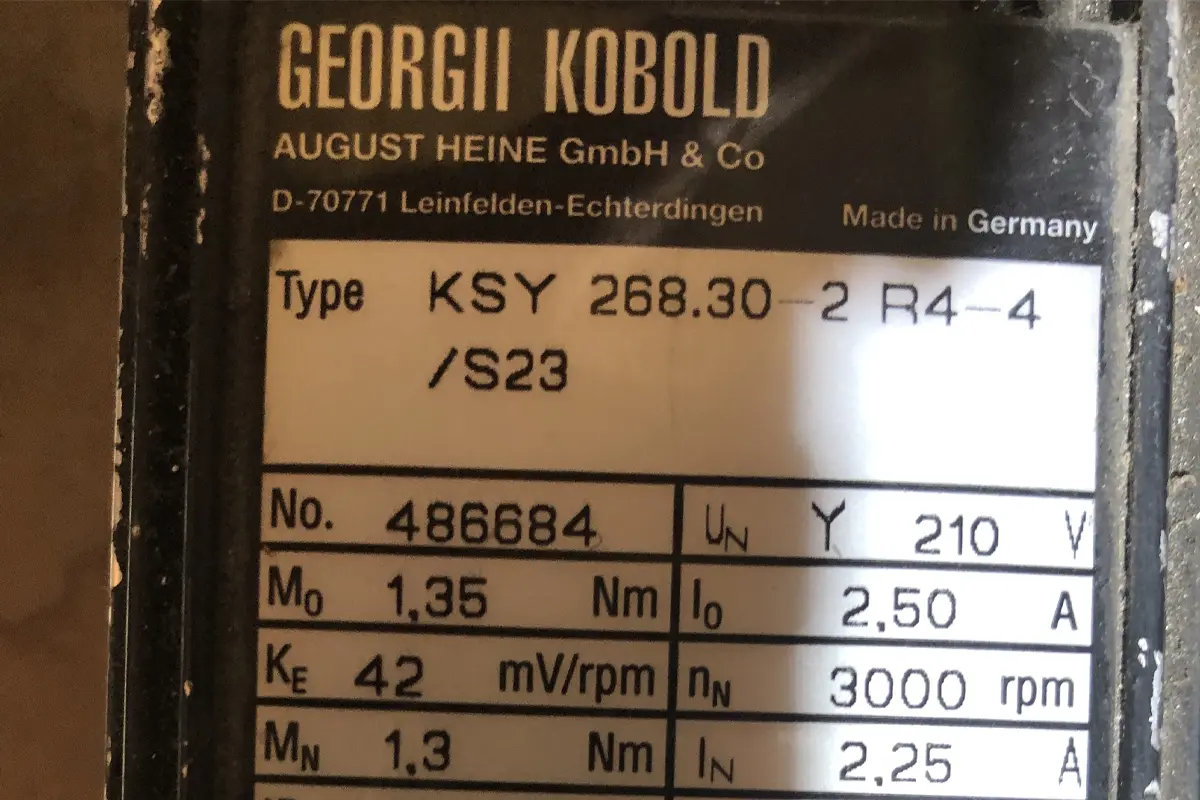 GEORGII KOBOLD
AUGUST HEINE GmbH & Co
D-70771 Leinfelden-Echterdingen Made in Germany
Type KSY 268.30-2 R4-4
/S23
No. 486684 UN Y 210 V
MO 1,35 Nm IO 2,50 A
KE 42 mV/rpm nN 3000 rpm
MN 1,3 Nm IN 2,25 A